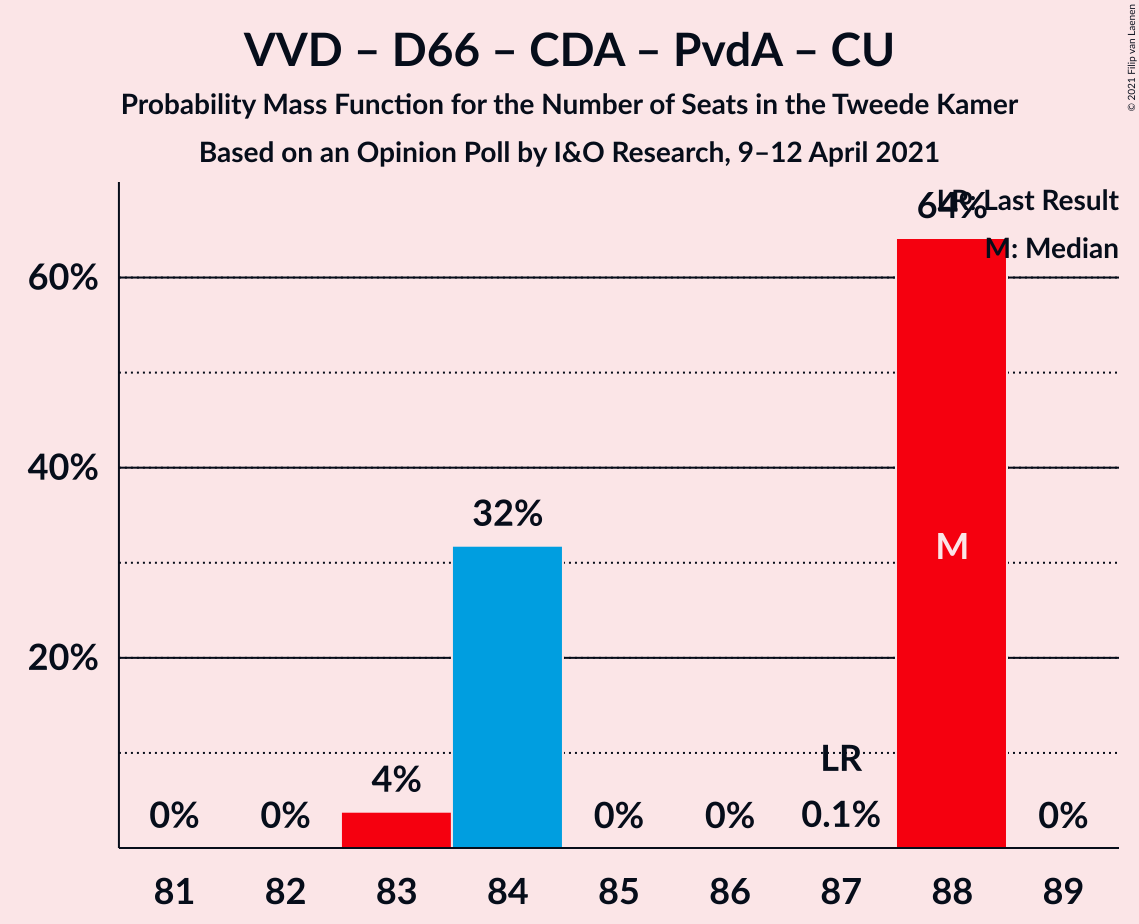 VVD – D66 – CDA – PvdA – CU
Probability Mass Function for the Number of Seats in the Tweede Kamer
Based on an Opinion Poll by I&O Research, 9–12 April 2021
© 2021 Filip van Laenen
LR: Last Result
M: Median
60%
40%
20%
0%
0%
4%
32%
0%
0%
LR
0.1%
64%
M
0%
81 82 83 84 85 86 87 88 89